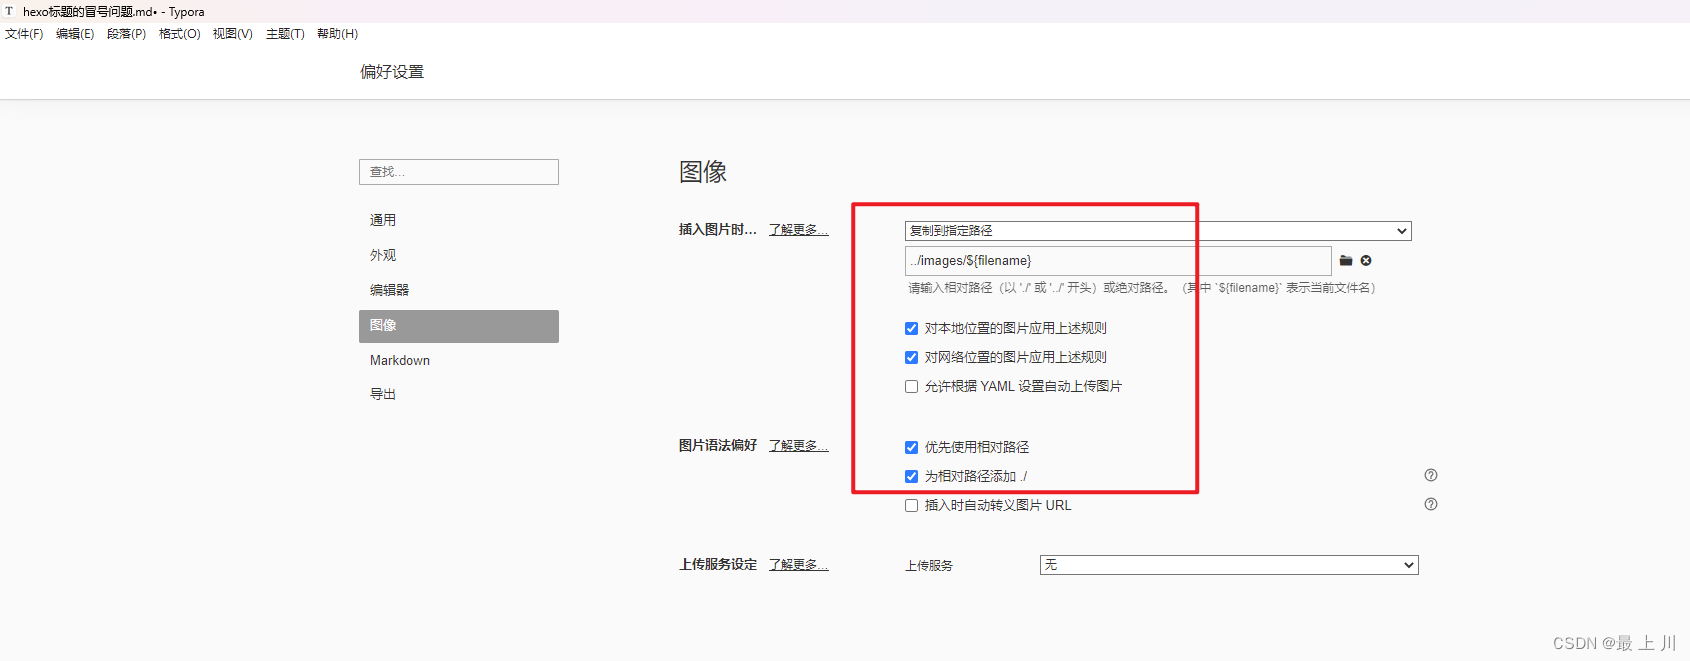 T hexo标题的冒号问题.md• - Typora
文件(F) 编辑(E) 段落(P) 格式(O) 视图(V) 主题(T) 帮助(H)
偏好设置
查找...
通用
外观
编辑器
图像
Markdown
导出
图像
插入图片时... 了解更多...
复制到指定路径
../images/${filename}
请输入相对路径（以 './' 或 '../' 开头）或绝对路径。（其中 `${filename}` 表示当前文件名）
对本地位置的图片应用上述规则
对网络位置的图片应用上述规则
允许根据 YAML 设置自动上传图片
图片语法偏好 了解更多...
优先使用相对路径
为相对路径添加 ./
插入时自动转义图片 URL
上传服务设定 了解更多...
上传服务 无
CSDN @最 上 川